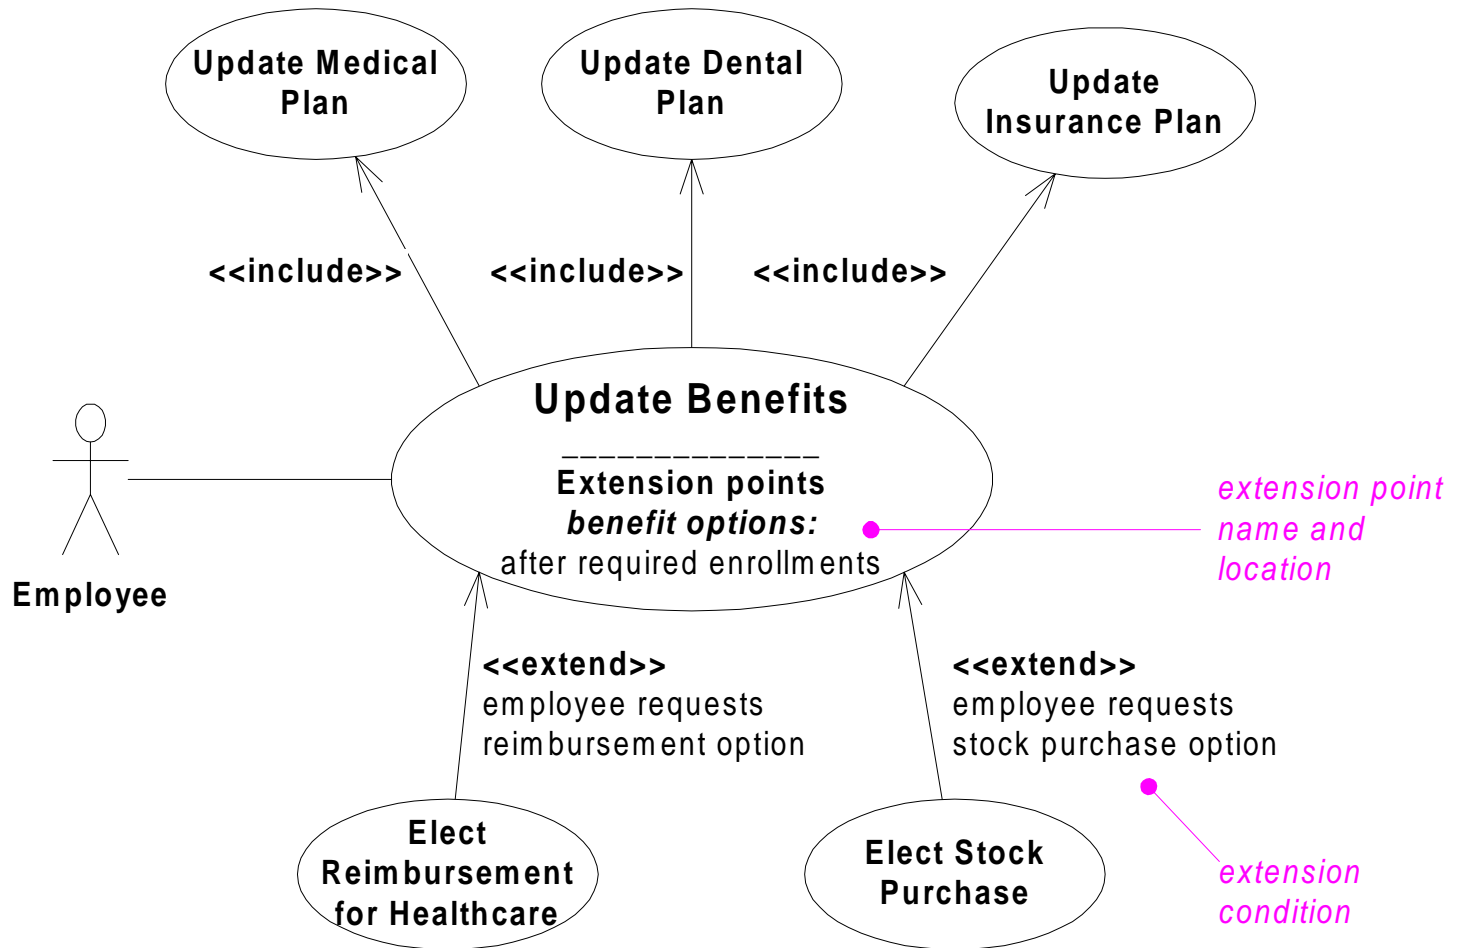 Update Medical
Plan
Update Dental
Plan
Update
Insurance Plan
<<include>>
<<include>>
<<include>>
Update Benefits
______________
Extension points
benefit options:
after required enrollments
Employee
extension point
name and
location
<<extend>>
employee requests
reimbursement option
<<extend>>
employee requests
stock purchase option
Elect
Reimbursement
for Healthcare
Elect Stock
Purchase
extension
condition